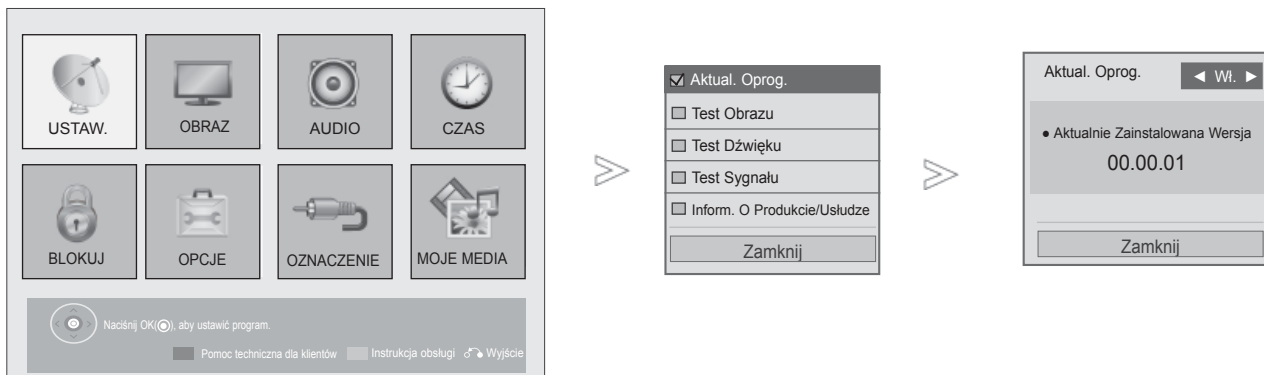 USTAW.
OBRAZ
AUDIO
CZAS
BLOKUJ
OPCJE
OZNACZENIE
MOJE MEDIA
Naciśnij OK(◉), aby ustawić program.
Pomoc techniczna dla klientów Instrukcja obsługi Wyjście
Aktual. Oprog.
Test Obrazu
Test Dźwięku
Test Sygnału
Inform. O Produkcie/Usłudze
Zamknij
Aktual. Oprog. ◄ Wł. ►
● Aktualnie Zainstalowana Wersja
00.00.01
Zamknij